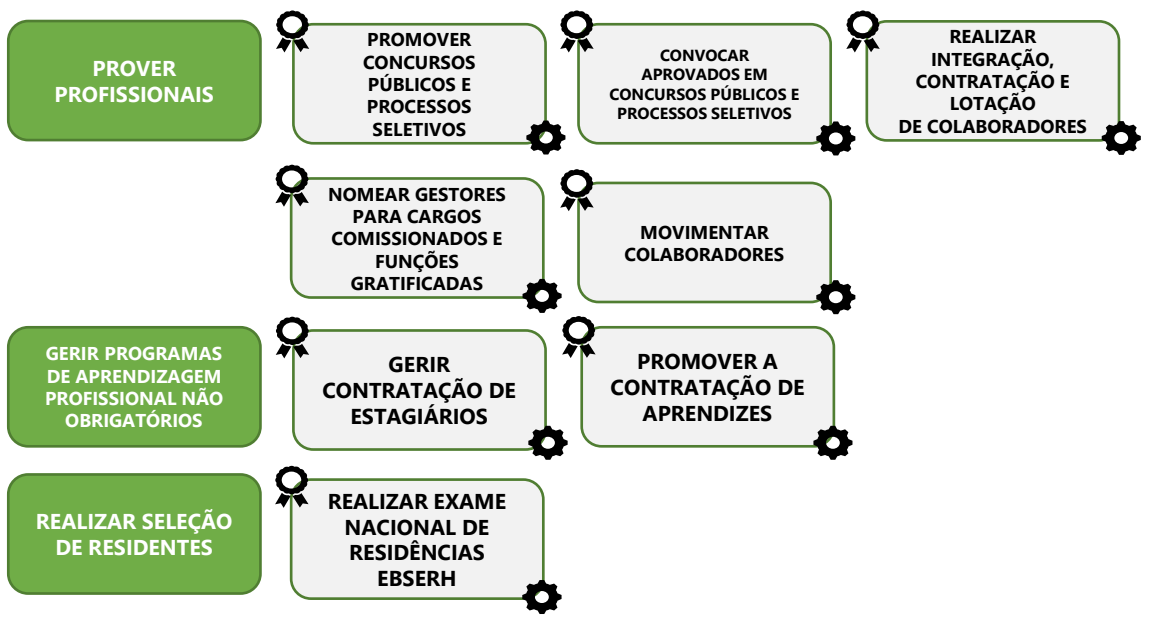 PROVER
PROFISSIONAIS
PROMOVER
CONCURSOS
PÚBLICOS E
PROCESSOS
SELETIVOS
CONVOCAR
APROVADOS EM
CONCURSOS PÚBLICOS E
PROCESSOS SELETIVOS
REALIZAR
INTEGRAÇÃO,
CONTRATAÇÃO E
LOTAÇÃO
DE COLABORADORES
NOMEAR GESTORES
PARA CARGOS
COMISSIONADOS E
FUNÇÕES
GRATIFICADAS
MOVIMENTAR
COLABORADORES
GERIR PROGRAMAS
DE APRENDIZAGEM
PROFISSIONAL NÃO
OBRIGATÓRIOS
GERIR
CONTRATAÇÃO DE
ESTAGIÁRIOS
PROMOVER A
CONTRATAÇÃO DE
APRENDIZES
REALIZAR SELEÇÃO
DE RESIDENTES
REALIZAR EXAME
NACIONAL DE
RESIDÊNCIAS
EBSERH